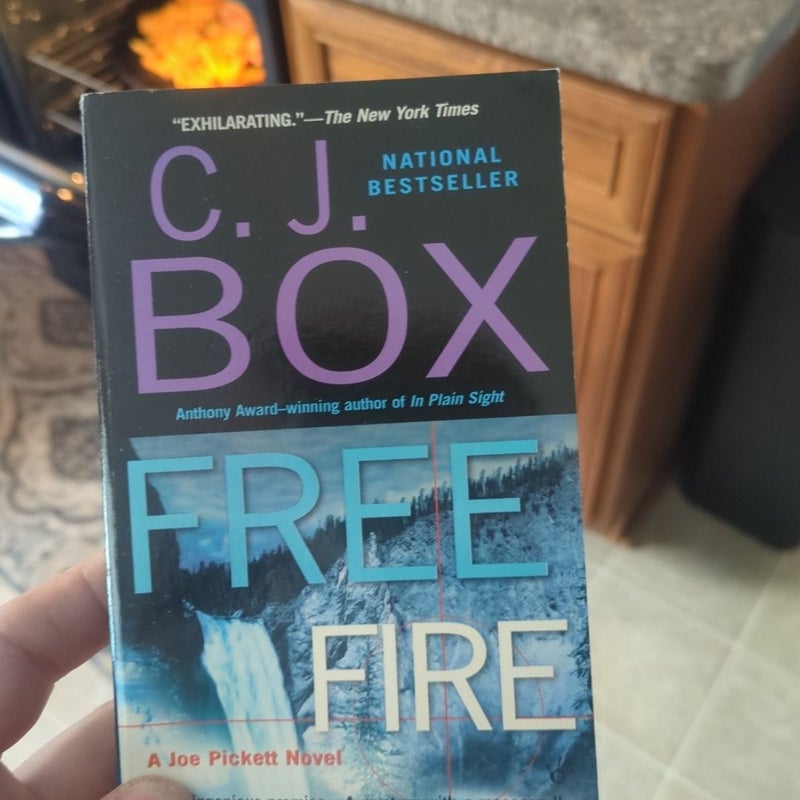 "EXHILARATING."—The New York Times
C. J.
NATIONAL
BESTSELLER
BOX
Anthony Award–winning author of In Plain Sight
FREE
FIRE
A Joe Pickett Novel